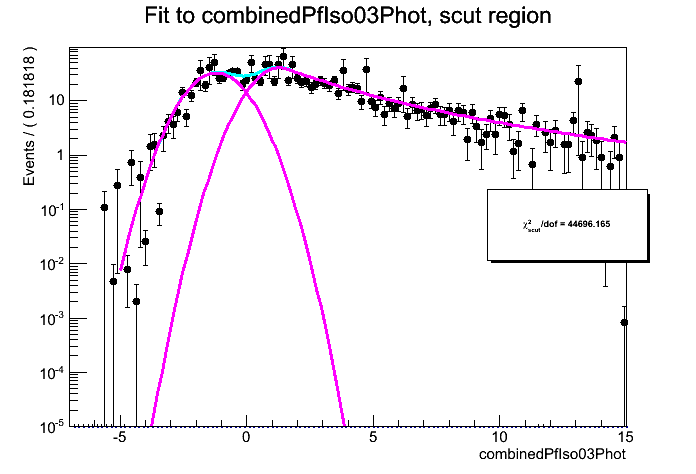 Fit to combinedPfIso03Phot, scut region
Events / ( 0.181818 )
10
1
10-1
10-2
10-3
10-4
10-5
χ2scut/dof = 44696.165
-5 0 5 10 15
combinedPfIso03Phot